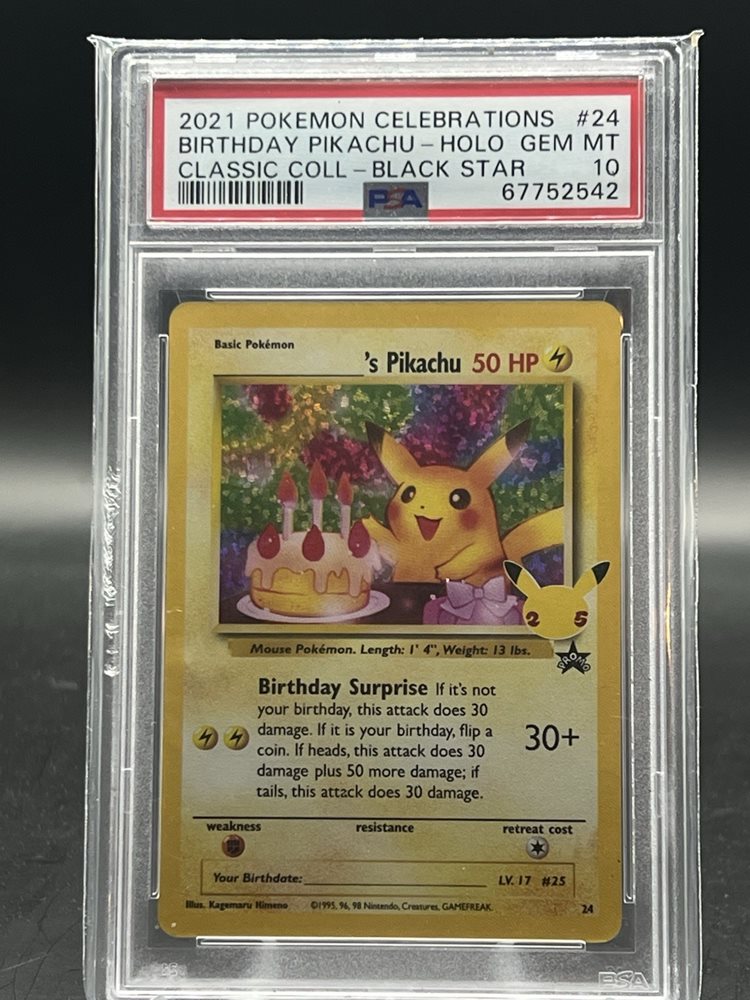 2021 POKEMON CELEBRATIONS #24
BIRTHDAY PIKACHU - HOLO GEM MT
CLASSIC COLL - BLACK STAR 10
PSA 67752542
Basic Pokémon
's Pikachu 50 HP
25
PROMO
Mouse Pokémon. Length: 1' 4", Weight: 13 lbs.
Birthday Surprise If it's not
your birthday, this attack does 30
damage. If it is your birthday, flip a
coin. If heads, this attack does 30
damage plus 50 more damage; if
tails, this attack does 30 damage.
30+
weakness resistance retreat cost
Your Birthdate: LV. 17 #25
Illus. Kagemaru Himeno ©1995, 96, 98 Nintendo, Creatures, GAMEFREAK. 24
PSA